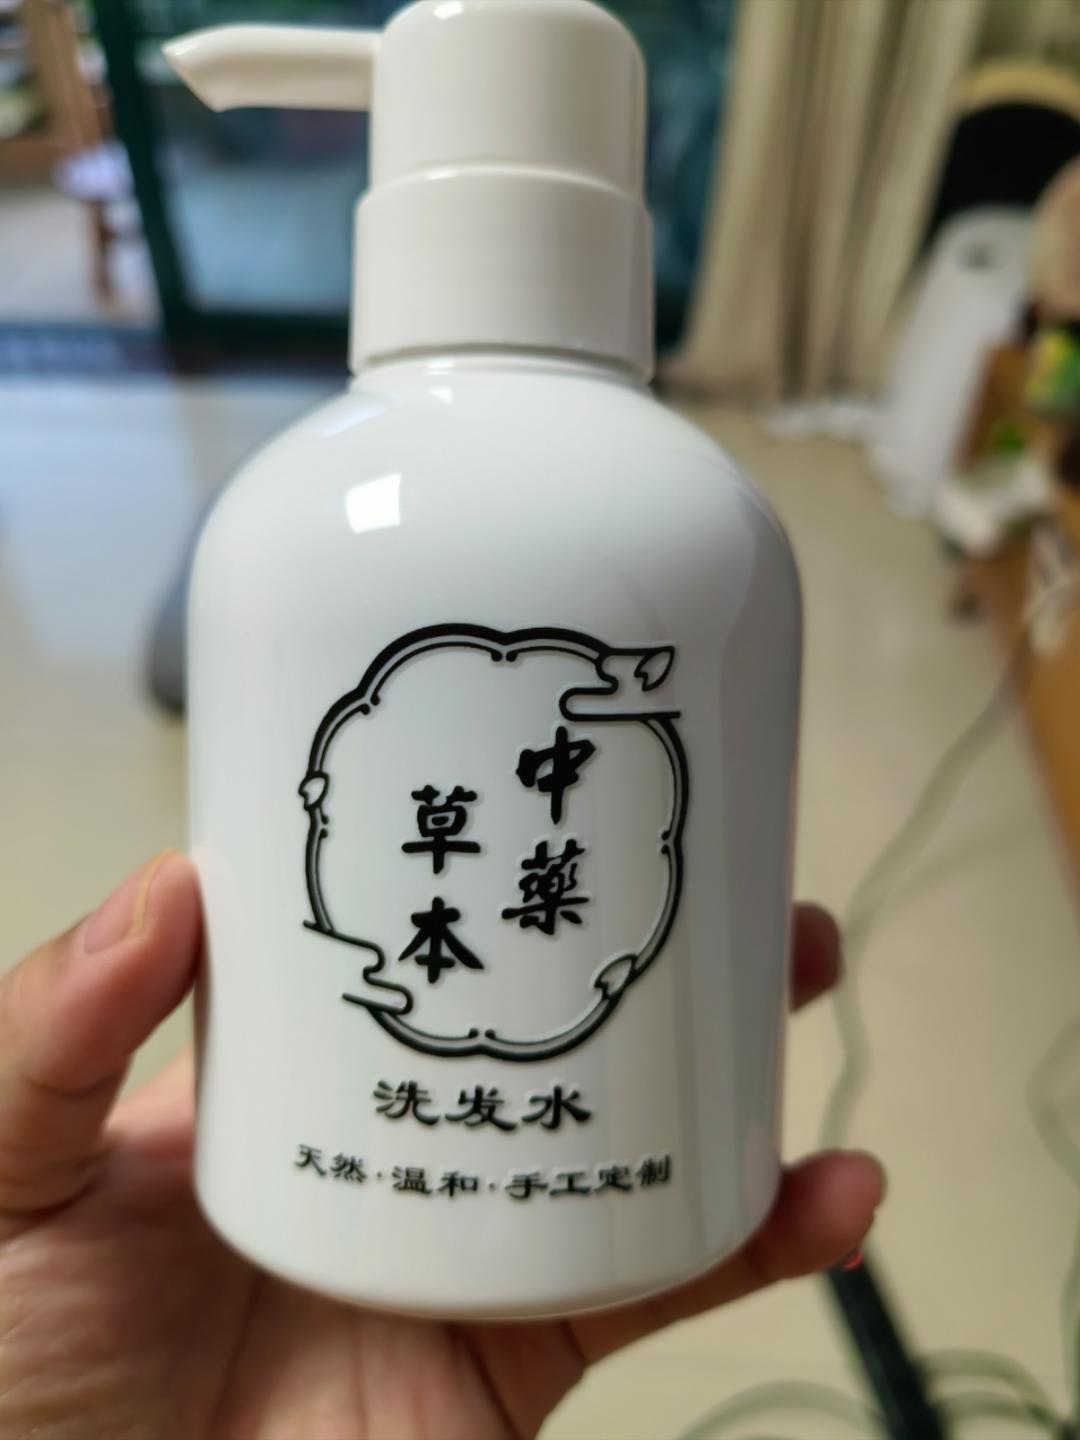 中藥
草本
洗发水
天然·温和·手工定制